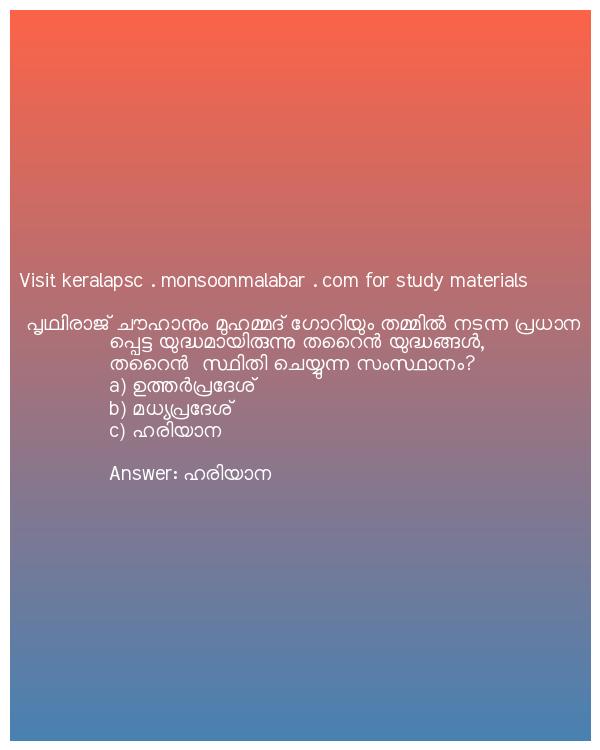 Visit keralapsc . monsoonmalabar . com for study materials
പൃഥിരാജ് ചൗഹാനും മുഹമ്മദ് ഗോറിയും തമ്മിൽ നടന്ന പ്രധാന
പ്പെട്ട യുദ്ധമായിരുന്നു തറൈൻ യുദ്ധങ്ങൾ,
തറൈൻ സ്ഥിതി ചെയ്യുന്ന സംസ്ഥാനം?
a) ഉത്തർപ്രദേശ്
b) മധ്യപ്രദേശ്
c) ഹരിയാന
Answer: ഹരിയാന